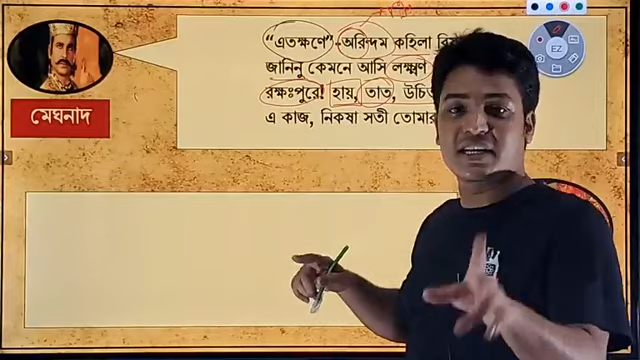 "এতক্ষণে"-অরিন্দম কহিলা
জানিনু কেমনে আসি লক্ষ্মণ
রক্ষঃপুরে! হায়, তাত, উচিত
এ কাজ, নিকষা সতী তোমার
মেঘনাদ
EZ